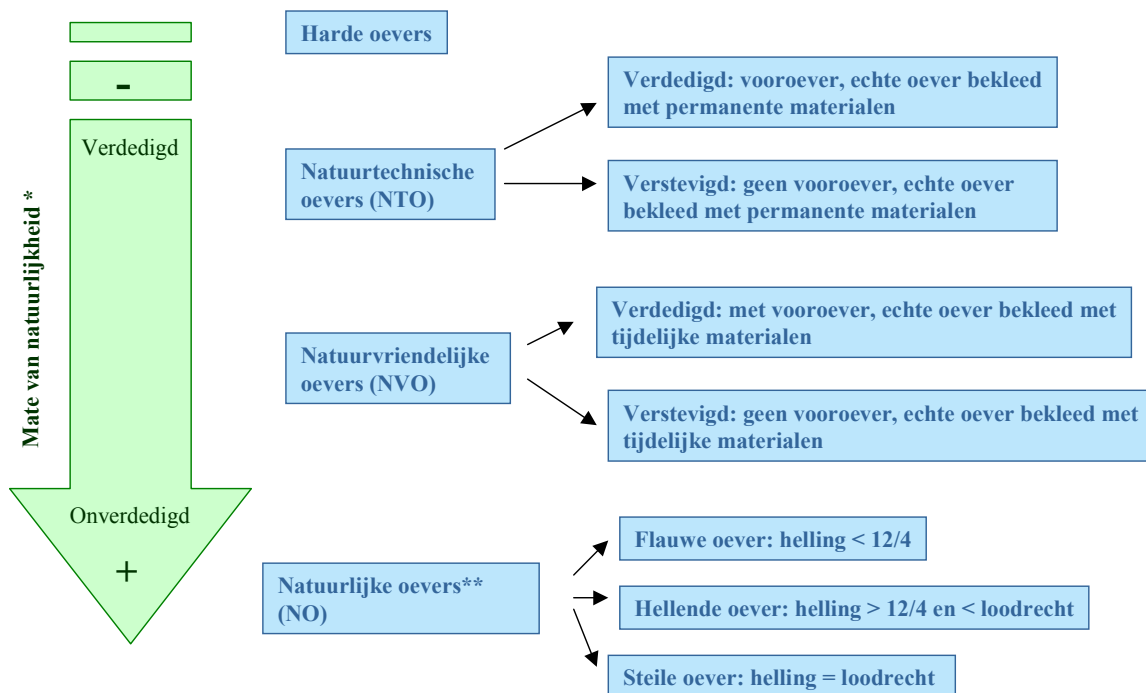 Harde oevers
-
Verdedigd: vooroever, echte oever bekleed
met permanente materialen
Verdedigd
Natuurtechnische
oevers (NTO)
Verstevigd: geen vooroever, echte oever
bekleed met permanente materialen
Mate van natuurlijkheid *
Verdedigd: met vooroever, echte oever bekleed met
tijdelijke materialen
Natuurvriendelijke
oevers (NVO)
Verstevigd: geen vooroever, echte oever bekleed met
tijdelijke materialen
Onverdedigd
+
Flauwe oever: helling < 12/4
Natuurlijke oevers**
(NO)
Hellende oever: helling > 12/4 en < loodrecht
Steile oever: helling = loodrecht